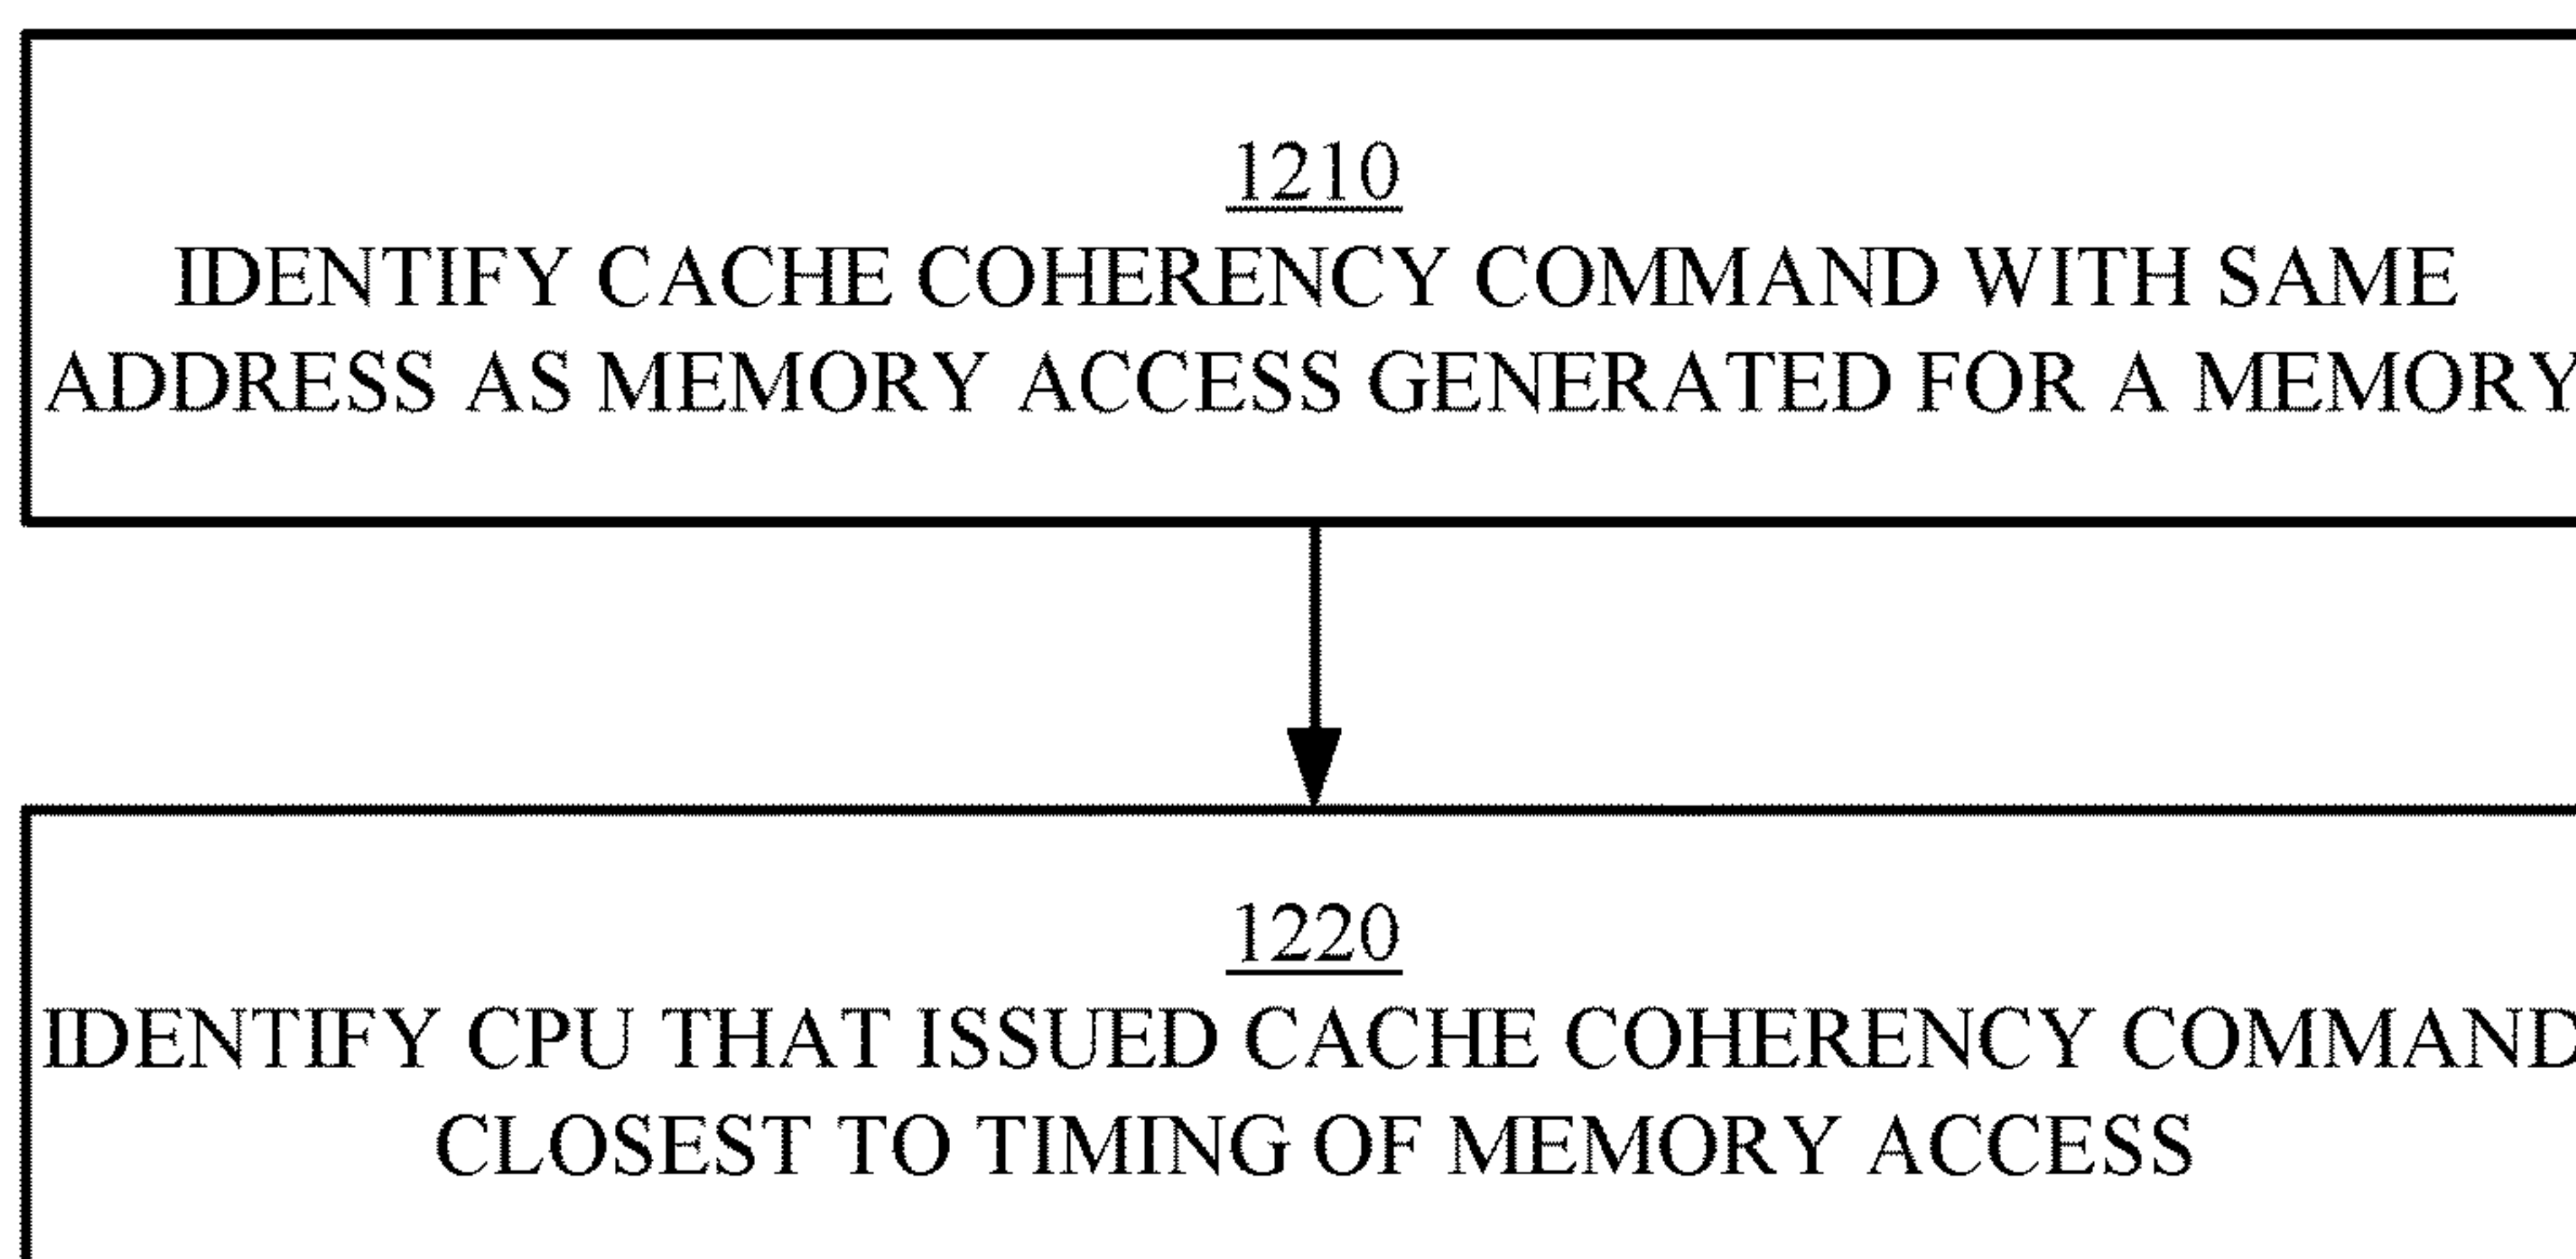 1210
IDENTIFY CACHE COHERENCY COMMAND WITH SAME
ADDRESS AS MEMORY ACCESS GENERATED FOR A MEMORY
1220
IDENTIFY CPU THAT ISSUED CACHE COHERENCY COMMAND
CLOSEST TO TIMING OF MEMORY ACCESS